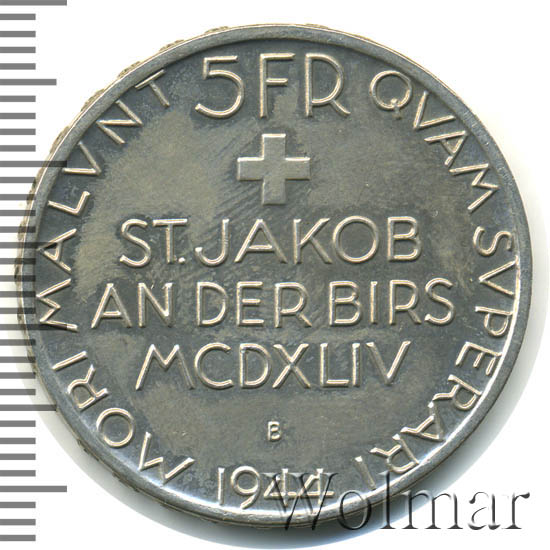 MORI MALVNT 5FR QVAM SVPERARI
ST. JAKOB
AN DER BIRS
MCDXLIV
B
1944
Wolmar